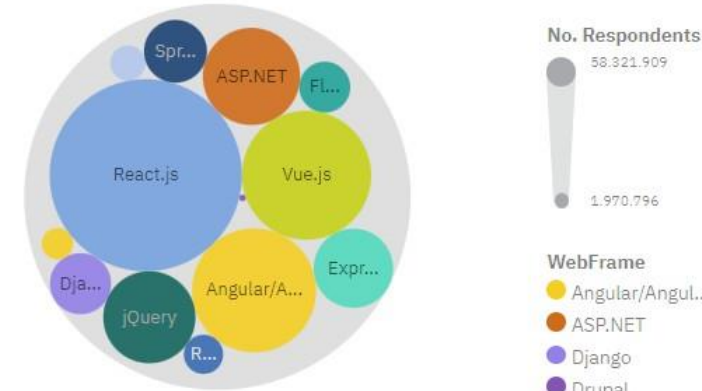 Spr...
ASP.NET
Fl...
React.js
Vue.js
Dja...
jQuery
Angular/A...
Expr...
R...
No. Respondents
58.321.909
1.970.796
WebFrame
Angular/Angul...
ASP.NET
Django
Drupal